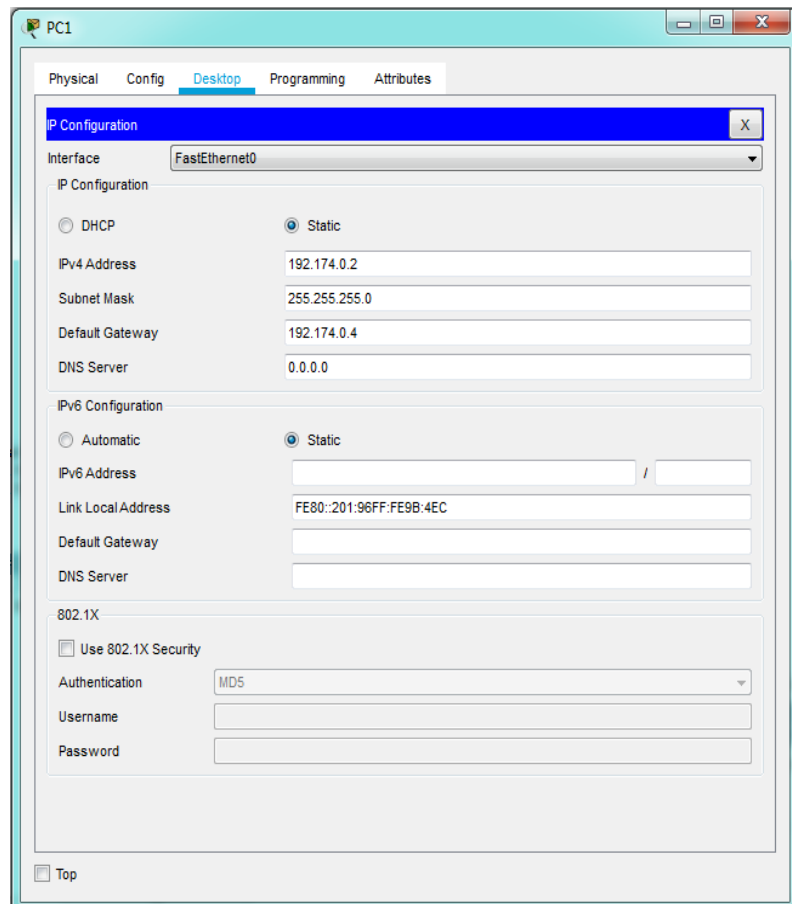 PC1
X
Physical Config Desktop Programming Attributes
IP Configuration X
Interface FastEthernet0
IP Configuration
DHCP Static
IPv4 Address 192.174.0.2
Subnet Mask 255.255.255.0
Default Gateway 192.174.0.4
DNS Server 0.0.0.0
IPv6 Configuration
Automatic Static
IPv6 Address /
Link Local Address FE80::201:96FF:FE9B:4EC
Default Gateway
DNS Server
802.1X
Use 802.1X Security
Authentication MD5
Username
Password
Top